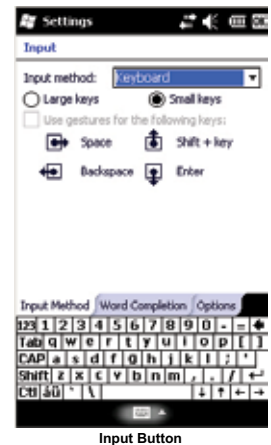 Settings
Input
Input method: Keyboard
Large keys Small keys
Use gestures for the following keys:
Space Shift + key
Backspace Enter
Input Method Word Completion Options
123 1 2 3 4 5 6 7 8 9 0 - =
Tab q w e r t y u i o p [ ]
CAP a s d f g h j k l ; '
Shift z x c v b n m , . /
Ctl áü ` \
Input Button